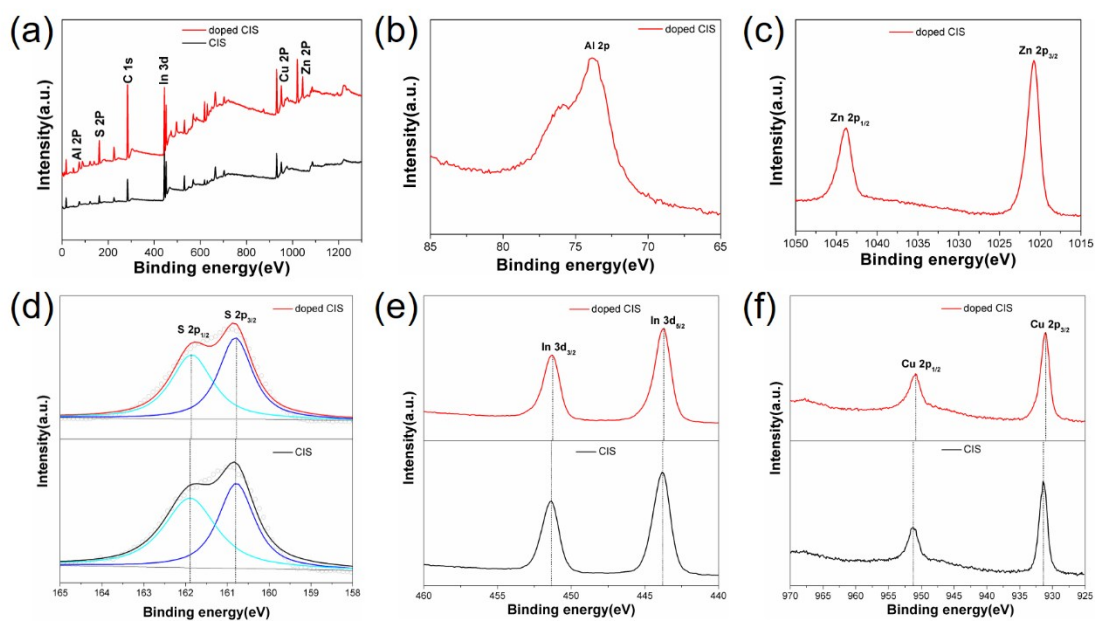 (a)
doped CIS
CIS
Al 2P
S 2P
C 1s
In 3d
Cu 2P
Zn 2P
Intensity(a.u.)
0 200 400 600 800 1000 1200
Binding energy(eV)
(b)
doped CIS
Al 2p
Intensity(a.u.)
85 80 75 70 65
Binding energy(eV)
(c)
doped CIS
Zn 2p3/2
Zn 2p1/2
Intensity(a.u.)
1050 1045 1040 1035 1030 1025 1020 1015
Binding energy(eV)
(d)
doped CIS
S 2p1/2
S 2p3/2
CIS
Intensity(a.u.)
165 164 163 162 161 160 159 158
Binding energy(eV)
(e)
doped CIS
In 3d3/2
In 3d5/2
CIS
Intensity(a.u.)
460 455 450 445 440
Binding energy(eV)
(f)
doped CIS
Cu 2p3/2
Cu 2p1/2
CIS
Intensity(a.u.)
970 965 960 955 950 945 940 935 930 925
Binding energy(eV)